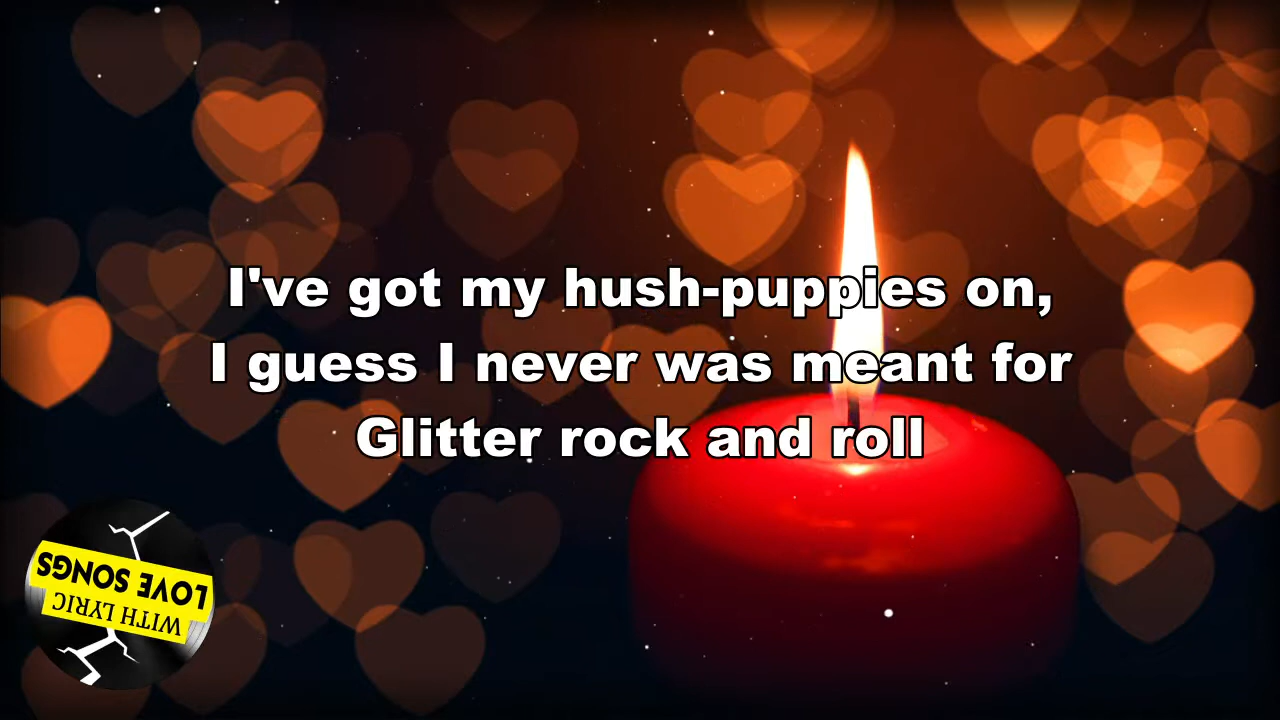 I've got my hush-puppies on,
I guess I never was meant for
Glitter rock and roll
LOVE SONGS
WITH LYRIC